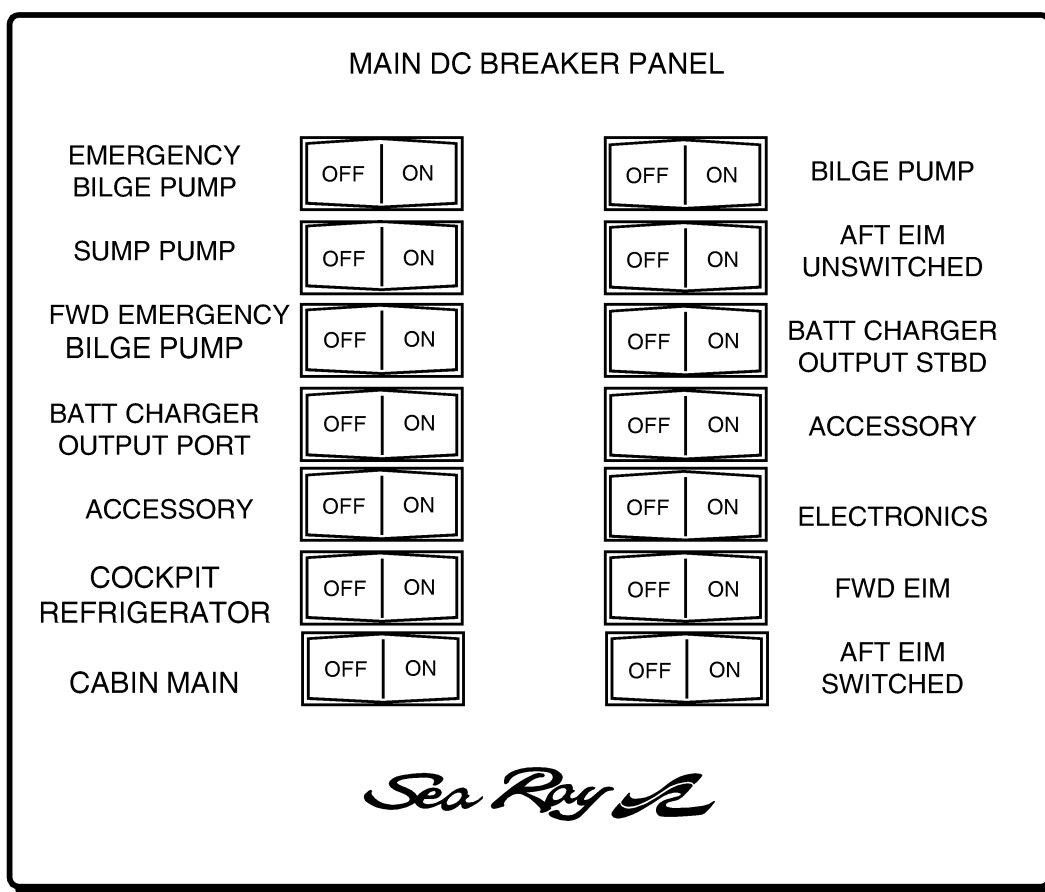 MAIN DC BREAKER PANEL
EMERGENCY
BILGE PUMP
OFF ON
OFF ON
BILGE PUMP
SUMP PUMP
OFF ON
OFF ON
AFT EIM
UNSWITCHED
FWD EMERGENCY
BILGE PUMP
OFF ON
OFF ON
BATT CHARGER
OUTPUT STBD
BATT CHARGER
OUTPUT PORT
OFF ON
OFF ON
ACCESSORY
ACCESSORY
OFF ON
OFF ON
ELECTRONICS
COCKPIT
REFRIGERATOR
OFF ON
OFF ON
FWD EIM
CABIN MAIN
OFF ON
OFF ON
AFT EIM
SWITCHED
Sea Ray